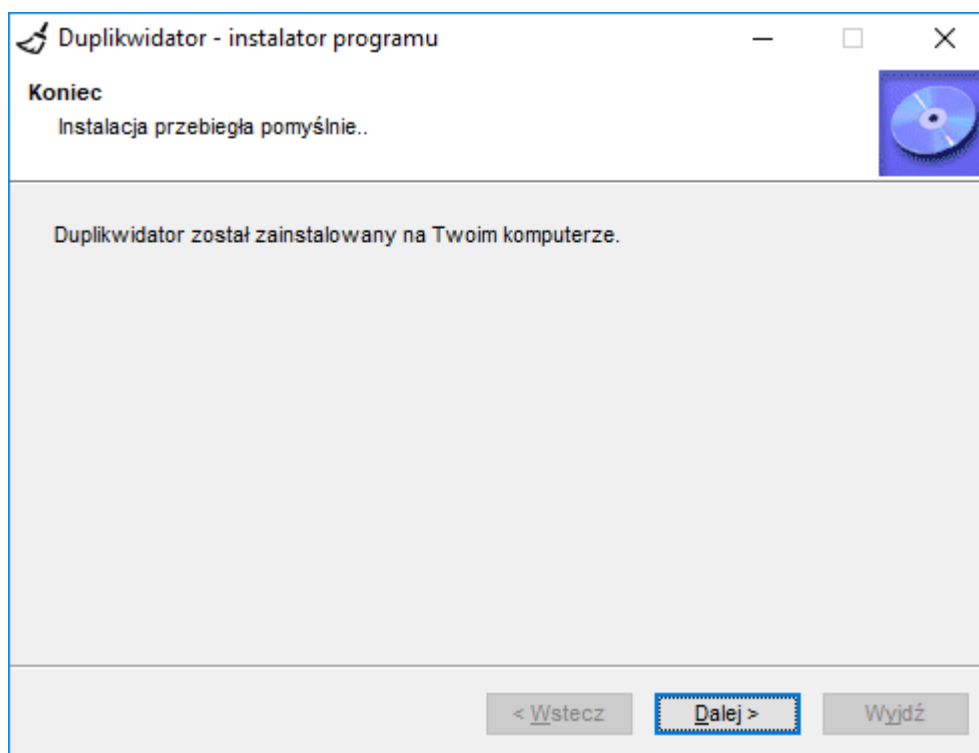 Duplikwidator - instalator programu
Koniec
Instalacja przebiegła pomyślnie..
Duplikwidator został zainstalowany na Twoim komputerze.
< Wstecz
Dalej >
Wyjdź